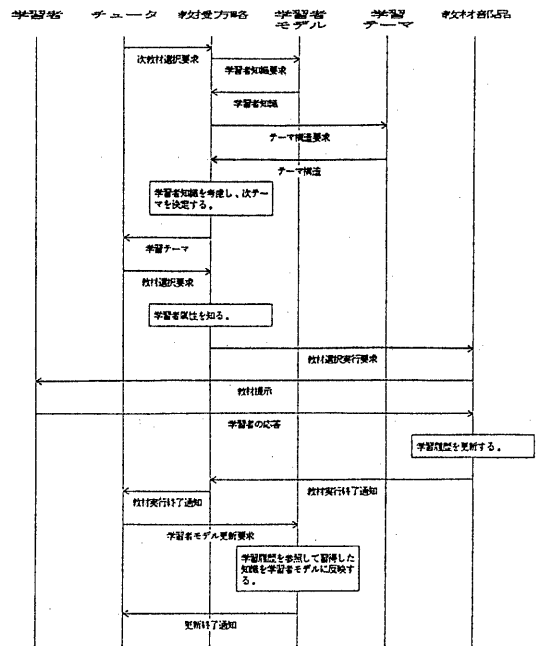 学習者 チュータ 教授方略 学習者モデル 学習テーマ 教材部品
次教材選択要求
学習者知識要求
学習者知識
テーマ構造要求
テーマ構造
学習者知識を考慮し、次テー
マを決定する。
学習テーマ
教材選択要求
学習者属性を知る。
教材選択実行要求
教材提示
学習者の応答
学習履歴を更新する。
教材実行終了通知
教材実行終了通知
学習者モデル更新要求
学習履歴を参照して習得した
知識を学習者モデルに反映す
る。
更新終了通知